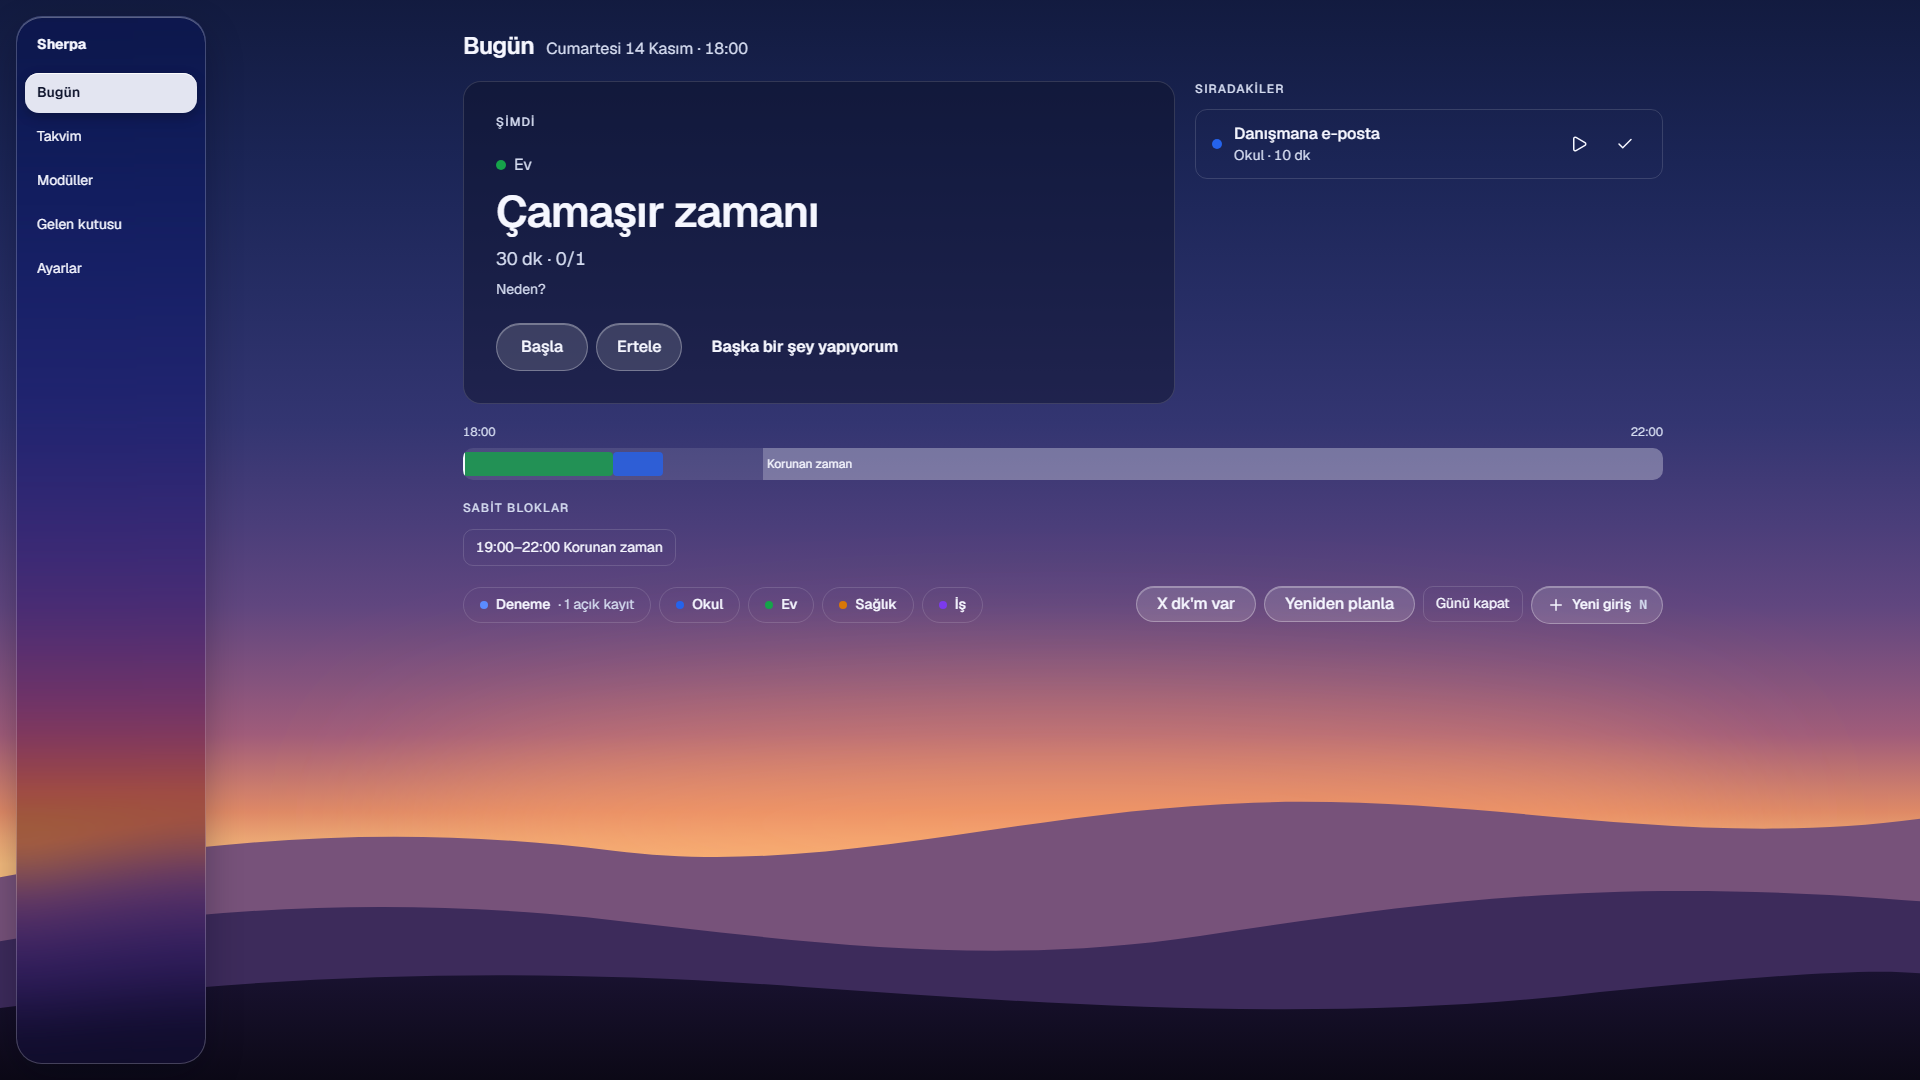 Sherpa
Bugün
Takvim
Modüller
Gelen kutusu
Ayarlar
Bugün Cumartesi 14 Kasım · 18:00
ŞİMDİ
Ev
Çamaşır zamanı
30 dk · 0/1
Neden?
Başla Ertele Başka bir şey yapıyorum
SIRADAKİLER
Danışmana e-posta
Okul · 10 dk
18:00 22:00
Korunan zaman
SABİT BLOKLAR
19:00–22:00 Korunan zaman
Deneme · 1 açık kayıt Okul Ev Sağlık İş X dk'm var Yeniden planla Günü kapat Yeni giriş N